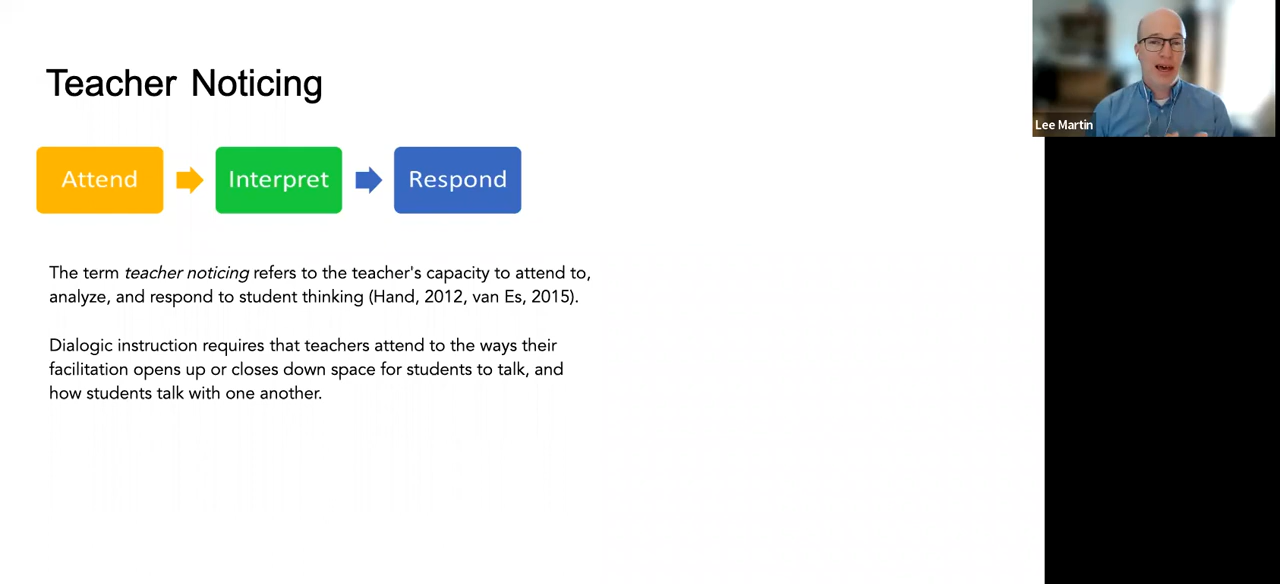 Teacher Noticing
Attend
Interpret
Respond
The term teacher noticing refers to the teacher's capacity to attend to,
analyze, and respond to student thinking (Hand, 2012, van Es, 2015).
Dialogic instruction requires that teachers attend to the ways their
facilitation opens up or closes down space for students to talk, and
how students talk with one another.
Lee Martin